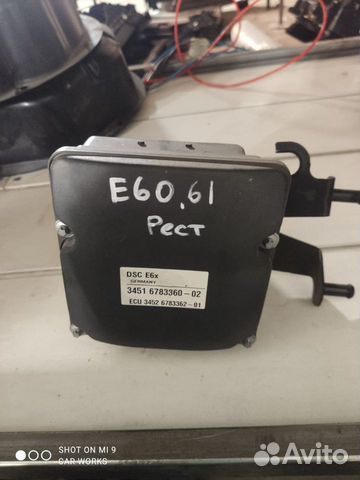 E60,61
Рест
DSC E6x
GERMANY
3451 6783360-02
ECU 3452 6783362-01
SHOT ON MI 9
CAR WORKS
Avito